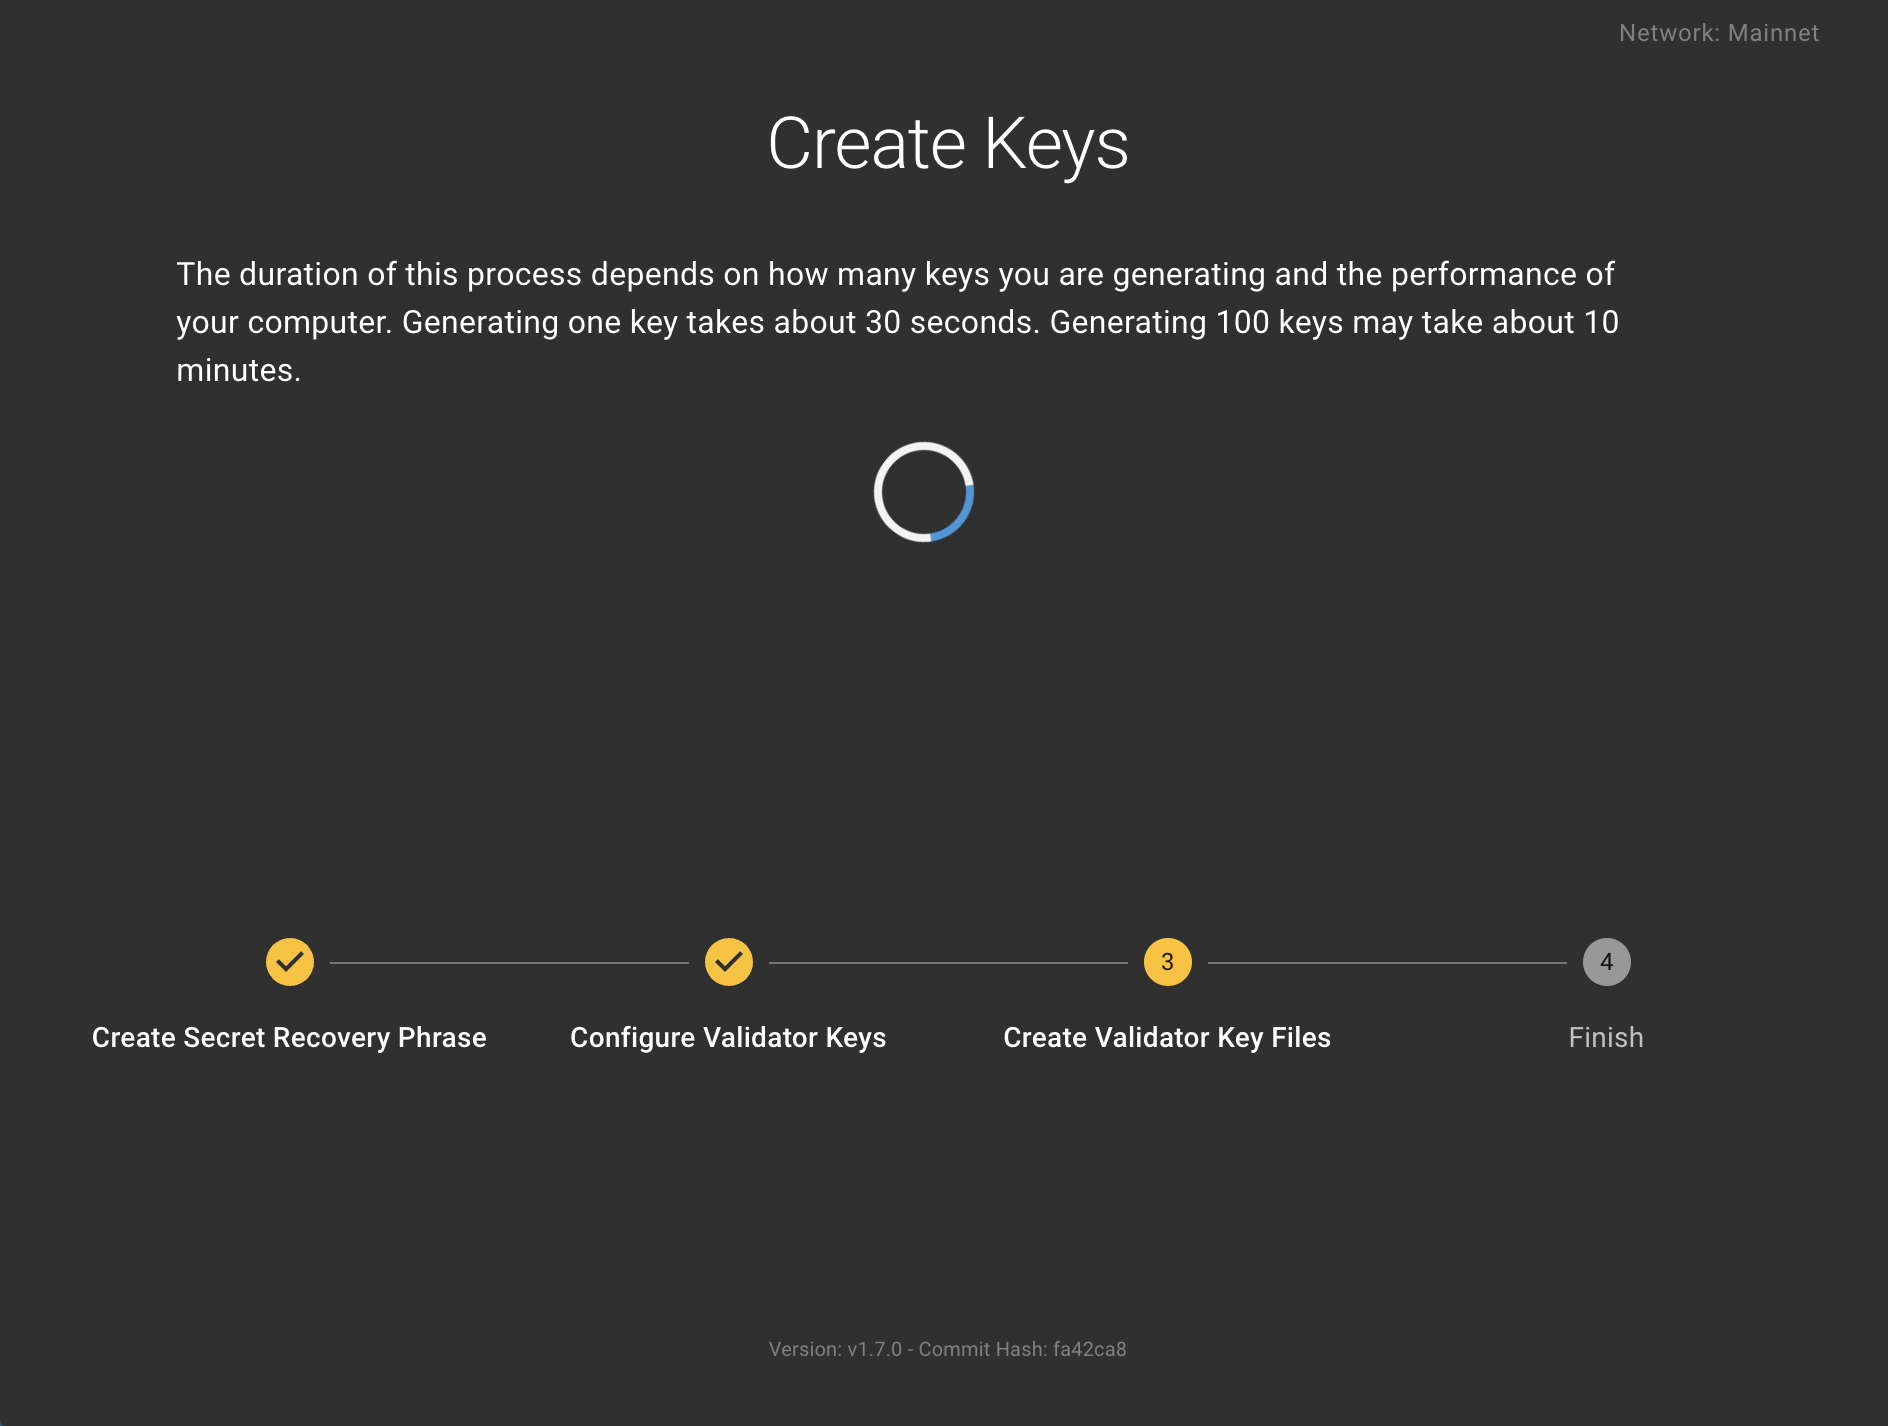 Network: Mainnet
Create Keys
The duration of this process depends on how many keys you are generating and the performance of
your computer. Generating one key takes about 30 seconds. Generating 100 keys may take about 10
minutes.
3
4
Create Secret Recovery Phrase
Configure Validator Keys
Create Validator Key Files
Finish
Version: v1.7.0 - Commit Hash: fa42ca8